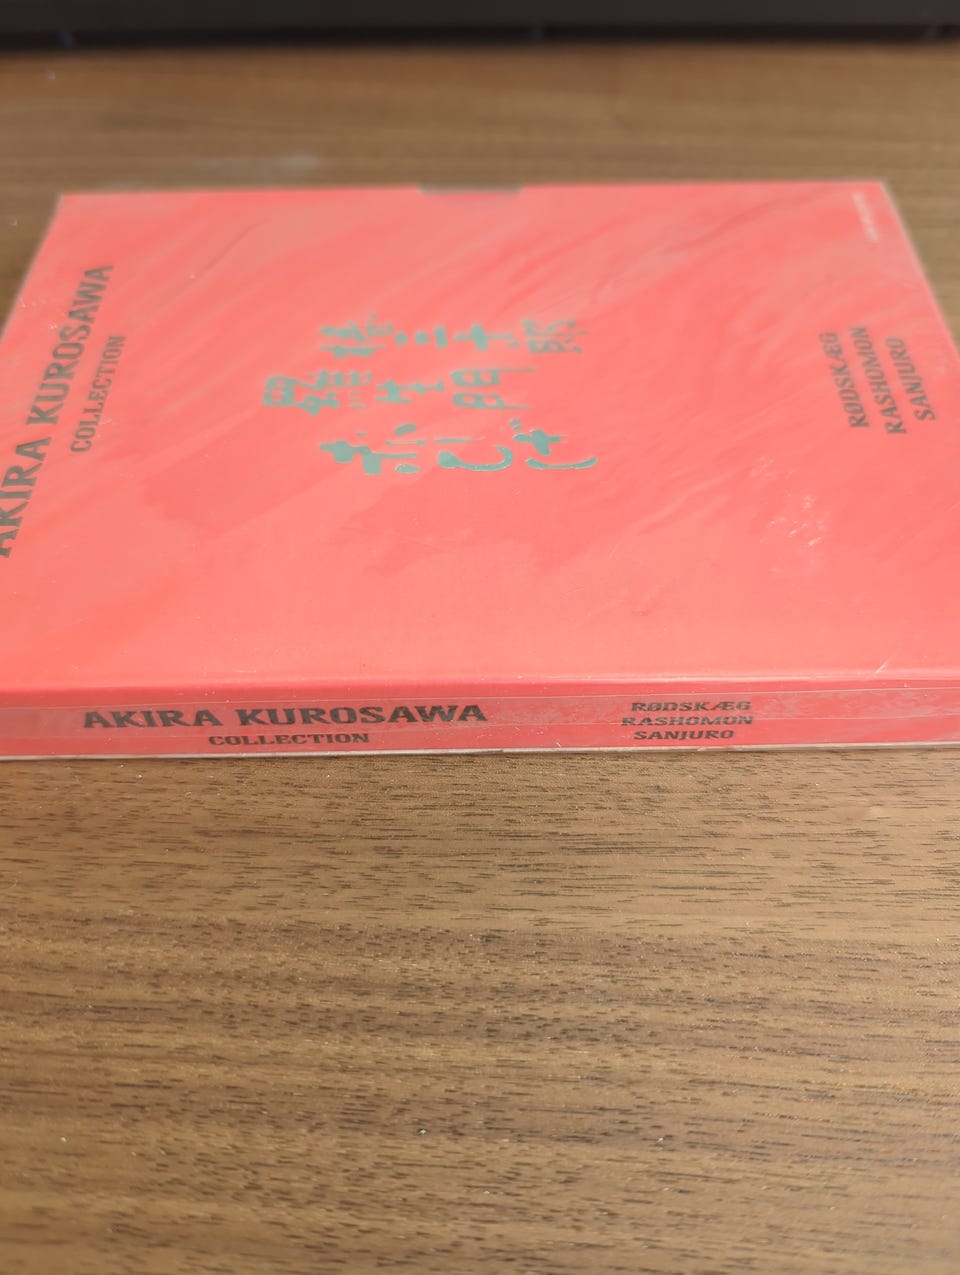 AKIRA KUROSAWA
COLLECTION
椿三十郎
羅生門
赤ひげ
RØDSKÆG
RASHOMON
SANJURO
AKIRA KUROSAWA
COLLECTION
RØDSKÆG
RASHOMON
SANJURO